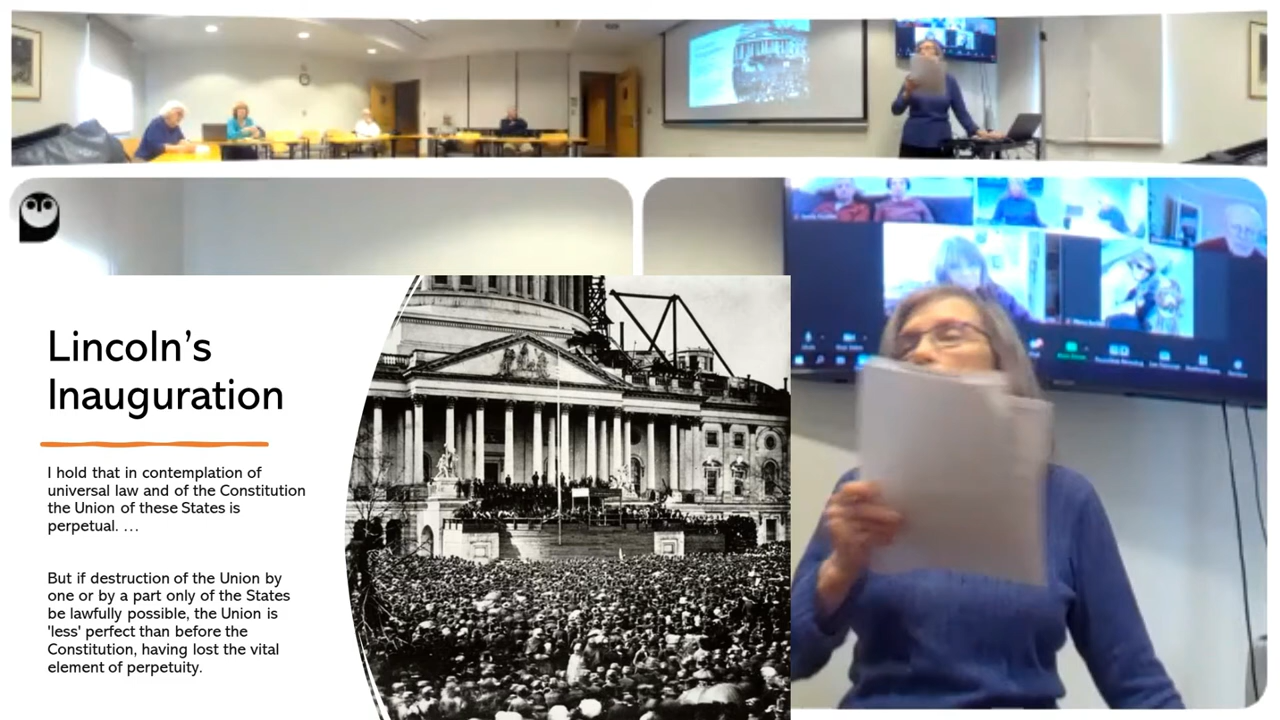 Lincoln’s
Inauguration
I hold that in contemplation of
universal law and of the Constitution
the Union of these States is
perpetual. …
But if destruction of the Union by
one or by a part only of the States
be lawfully possible, the Union is
'less' perfect than before the
Constitution, having lost the vital
element of perpetuity.